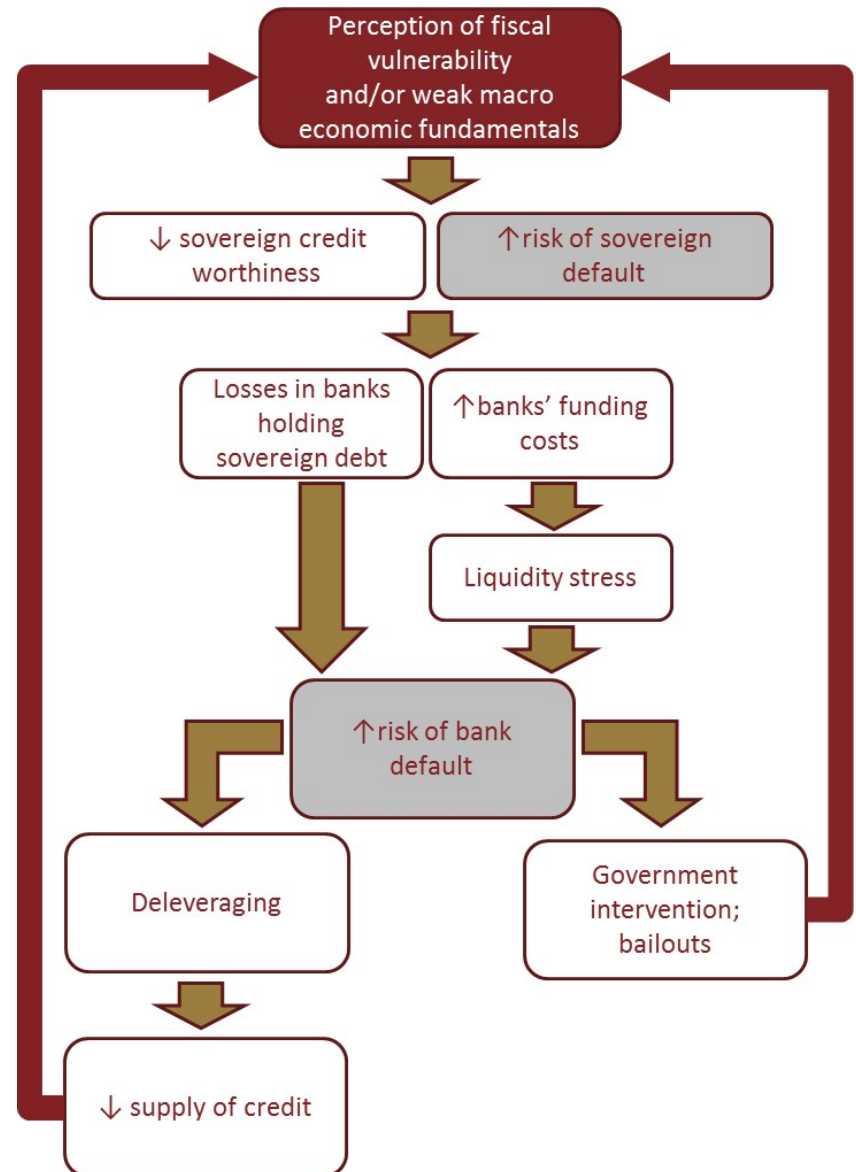 Perception of fiscal
vulnerability
and/or weak macro
economic fundamentals
↓ sovereign credit
worthiness
↑risk of sovereign
default
Losses in banks
holding
sovereign debt
↑banks’ funding
costs
Liquidity stress
↑risk of bank
default
Deleveraging
Government
intervention;
bailouts
↓ supply of credit